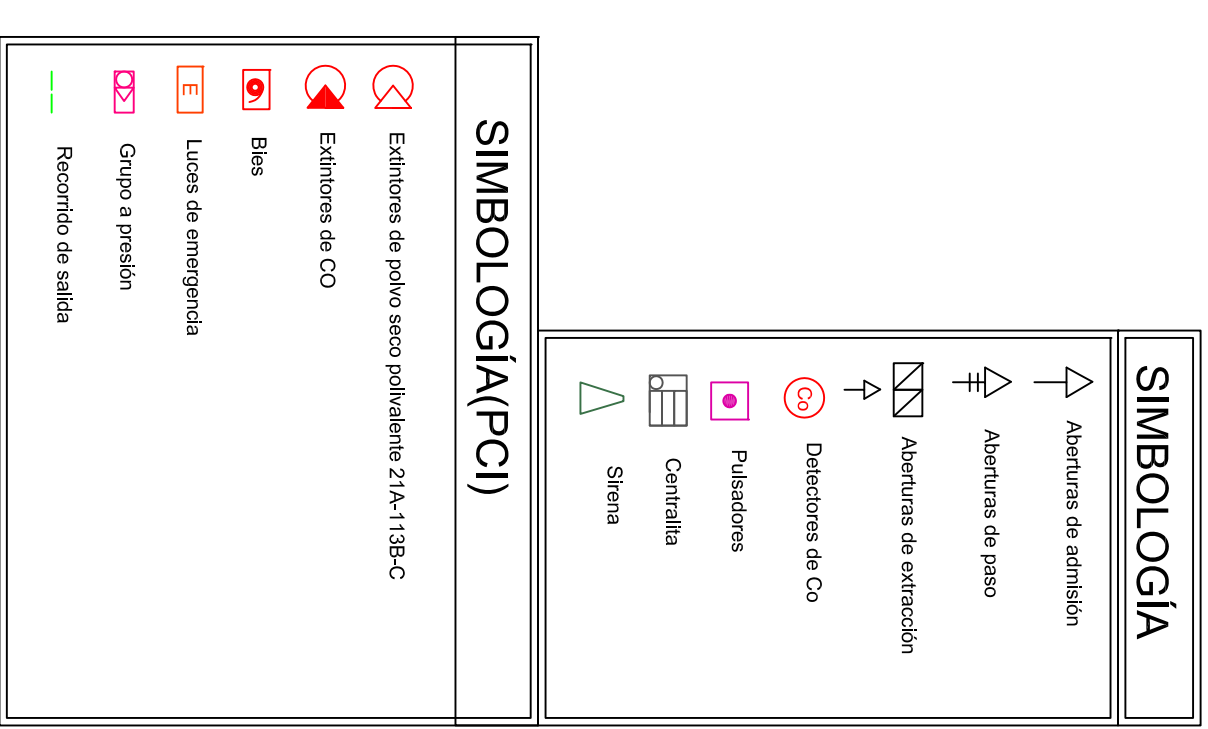 SIMBOLOGÍA
Aberturas de admisión
Aberturas de paso
Aberturas de extracción
Co Detectores de Co
Pulsadores
Centralita
Sirena
SIMBOLOGÍA(PCI)
Extintores de polvo seco polivalente 21A-113B-C
Extintores de CO
Bies
E Luces de emergencia
Grupo a presión
Recorrido de salida